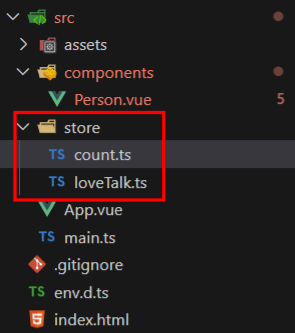 src
assets
components
Person.vue 5
store
TS count.ts
TS loveTalk.ts
App.vue
TS main.ts
.gitignore
TS env.d.ts
index.html